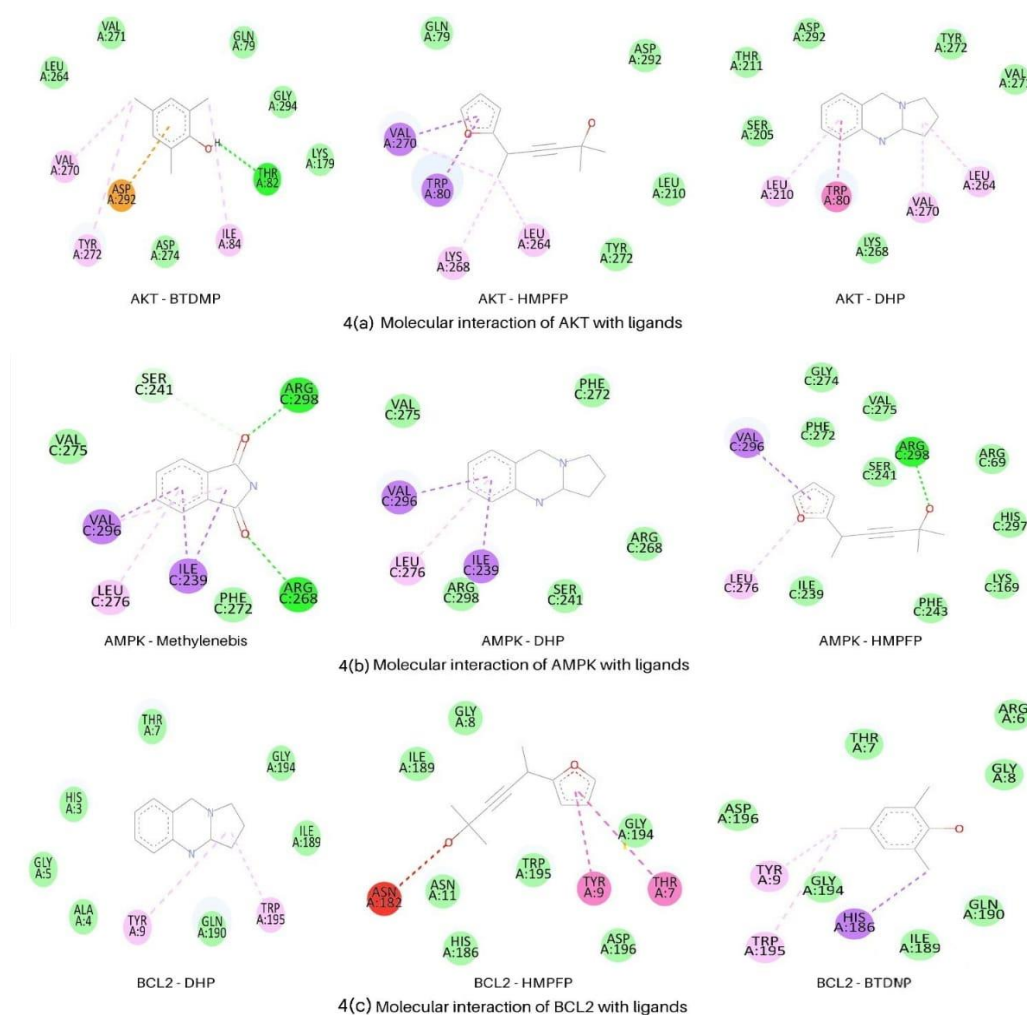 VAL
A:271
GLN
A:79
LEU
A:264
GLY
A:294
VAL
A:270
H
THR
A:82
LYS
A:179
ASP
A:292
TYR
A:272
ASP
A:274
ILE
A:84
AKT - BTDMP
GLN
A:79
ASP
A:292
VAL
A:270
O
O
TRP
A:80
LEU
A:210
LYS
A:268
LEU
A:264
TYR
A:272
AKT - HMPFP
ASP
A:292
TYR
A:272
THR
A:211
SER
A:205
N
N
LEU
A:210
TRP
A:80
VAL
A:270
LEU
A:264
LYS
A:268
AKT - DHP
4(a) Molecular interaction of AKT with ligands
SER
C:241
ARG
C:298
VAL
C:275
O
N
O
VAL
C:296
ILE
C:239
LEU
C:276
PHE
C:272
ARG
C:268
AMPK - Methylenebis
VAL
C:275
PHE
C:272
N
N
VAL
C:296
LEU
C:276
ILE
C:239
ARG
C:268
ARG
C:298
SER
C:241
AMPK - DHP
GLY
C:274
VAL
C:275
VAL
C:296
PHE
C:272
ARG
C:298
SER
C:241
ARG
C:69
O
O
HIS
C:297
LEU
C:276
ILE
C:239
LYS
C:169
PHE
C:243
AMPK - HMPFP
4(b) Molecular interaction of AMPK with ligands
THR
A:7
GLY
A:194
HIS
A:3
N
N
ILE
A:189
GLY
A:5
ALA
A:4
TYR
A:9
GLN
A:190
TRP
A:195
BCL2 - DHP
GLY
A:8
ILE
A:189
O
O
GLY
A:194
TRP
A:195
ASN
A:182
ASN
A:11
TYR
A:9
THR
A:7
HIS
A:186
ASP
A:196
BCL2 - HMPFP
ARG
A:6
THR
A:7
GLY
A:8
ASP
A:196
O
TYR
A:9
GLY
A:194
HIS
A:186
GLN
A:190
TRP
A:195
ILE
A:189
BCL2 - BTDMP
4(c) Molecular interaction of BCL2 with ligands